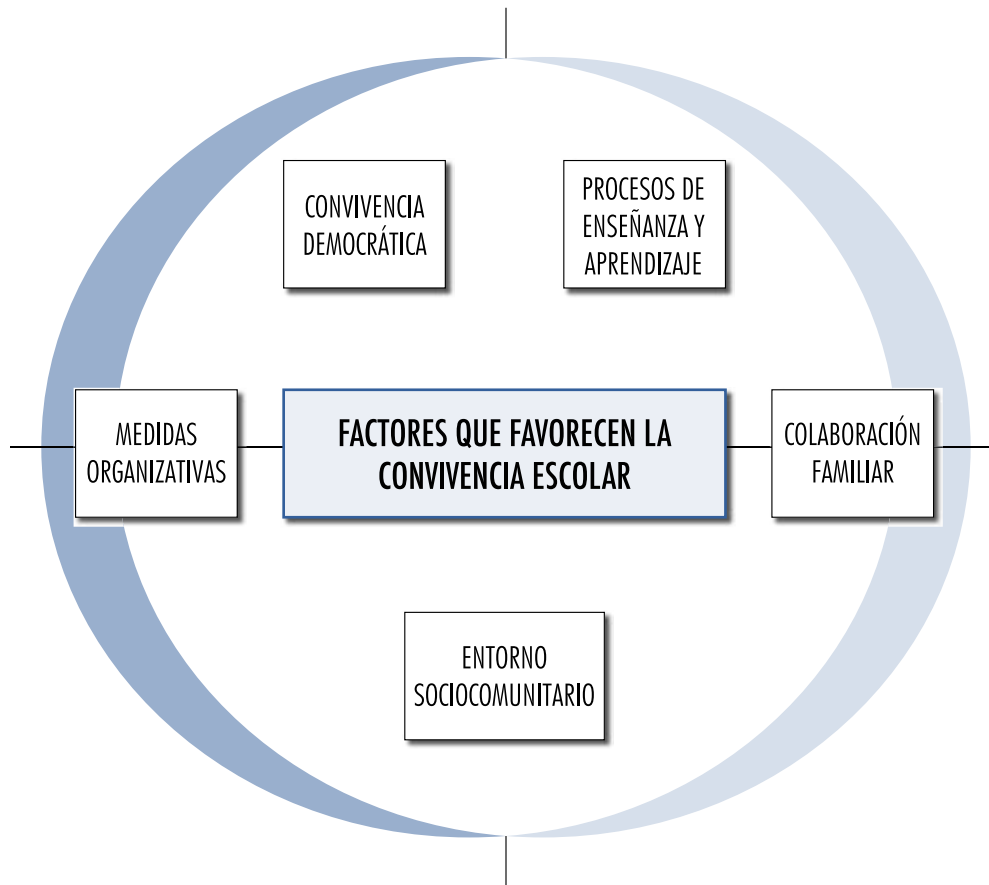 CONVIVENCIA
DEMOCRÁTICA
PROCESOS DE
ENSEÑANZA Y
APRENDIZAJE
MEDIDAS
ORGANIZATIVAS
FACTORES QUE FAVORECEN LA
CONVIVENCIA ESCOLAR
COLABORACIÓN
FAMILIAR
ENTORNO
SOCIOCOMUNITARIO